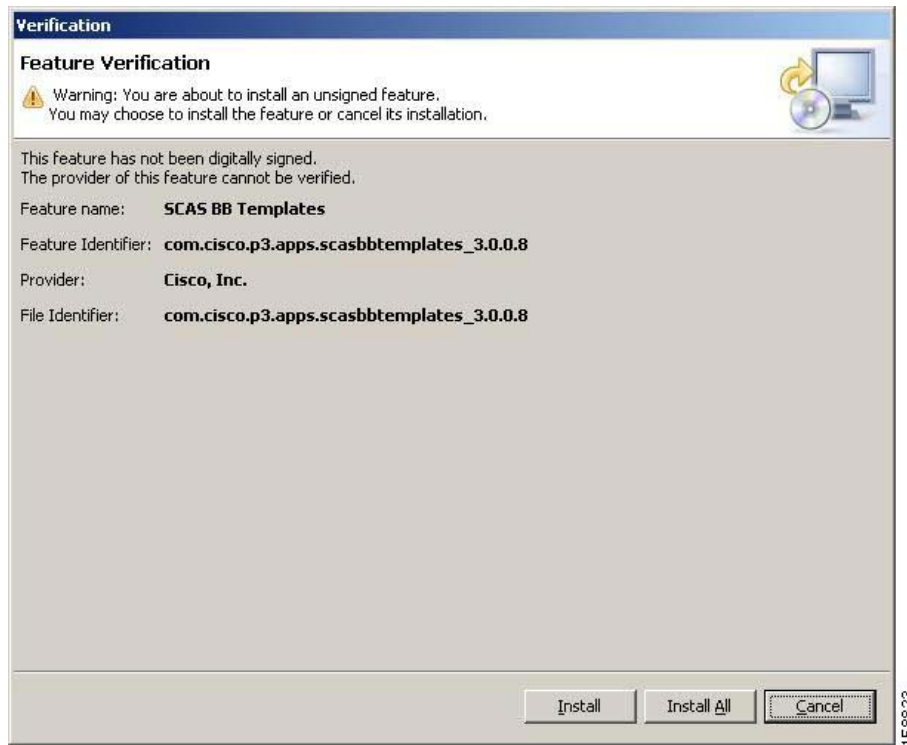 Verification
Feature Verification
Warning: You are about to install an unsigned feature.
You may choose to install the feature or cancel its installation.
This feature has not been digitally signed.
The provider of this feature cannot be verified.
Feature name: SCAS BB Templates
Feature Identifier: com.cisco.p3.apps.scasbbtemplates_3.0.0.8
Provider: Cisco, Inc.
File Identifier: com.cisco.p3.apps.scasbbtemplates_3.0.0.8
Install Install All Cancel